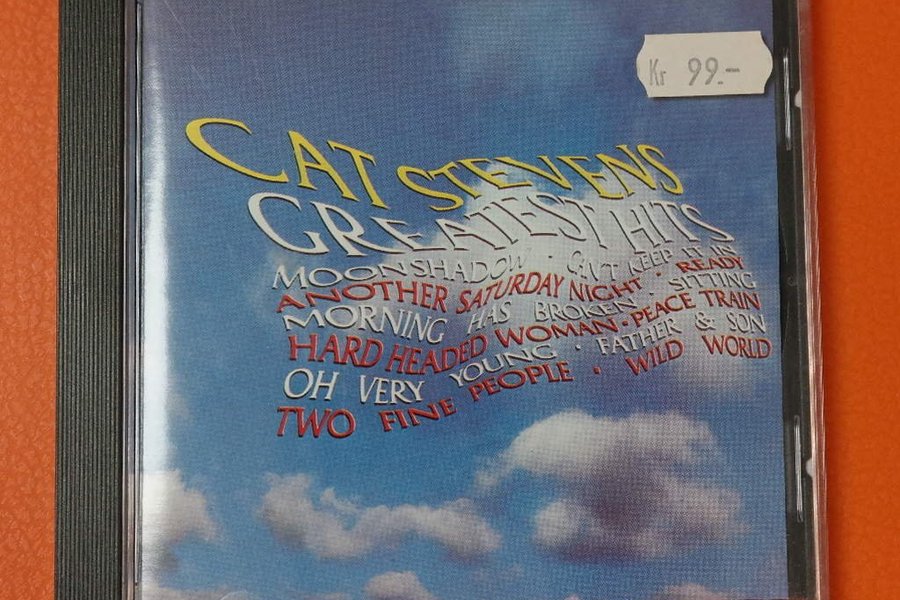 Kr 99.-
CAT STEVENS
GREATEST HITS
MOONSHADOW · CAN'T KEEP IT IN
ANOTHER SATURDAY NIGHT · READY
MORNING HAS BROKEN · SITTING
HARD HEADED WOMAN · PEACE TRAIN
OH VERY YOUNG · FATHER & SON
TWO FINE PEOPLE · WILD WORLD